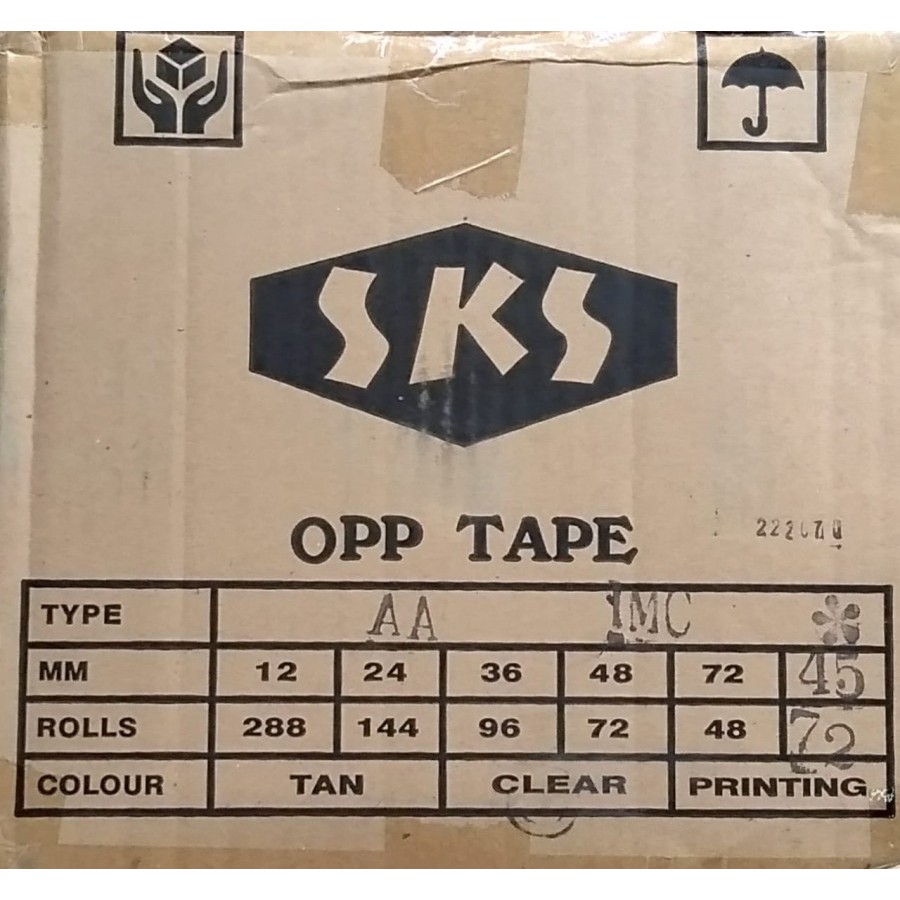 SKS
OPP TAPE
TYPE AA 1MC *
MM 12 24 36 48 72 45
ROLLS 288 144 96 72 48 72
COLOUR TAN CLEAR PRINTING